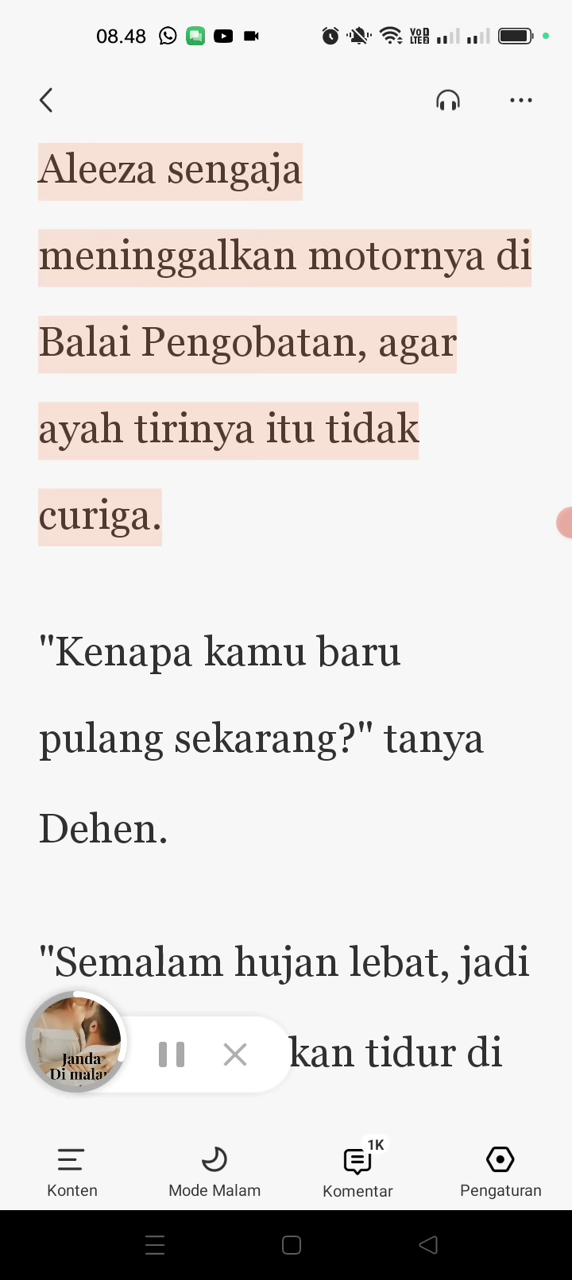 08.48
Aleeza sengaja
meninggalkan motornya di
Balai Pengobatan, agar
ayah tirinya itu tidak
curiga.
"Kenapa kamu baru
pulang sekarang?" tanya
Dehen.
"Semalam hujan lebat, jadi
kan tidur di
Janda
Di mala
1K
Konten
Mode Malam
Komentar
Pengaturan